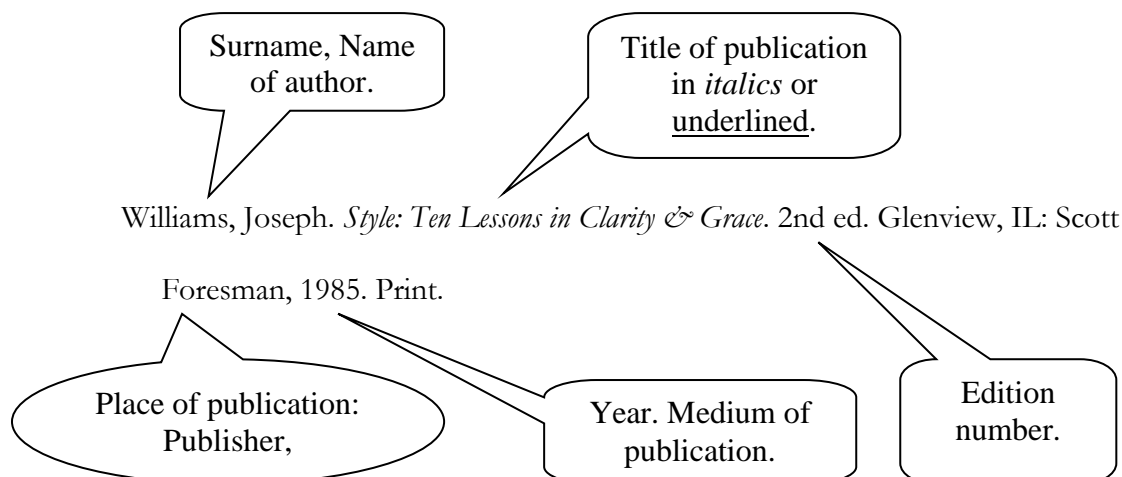 Surname, Name
of author.
Title of publication
in italics or
underlined.
Williams, Joseph. Style: Ten Lessons in Clarity & Grace. 2nd ed. Glenview, IL: Scott
Foresman, 1985. Print.
Place of publication:
Publisher,
Year. Medium of
publication.
Edition
number.